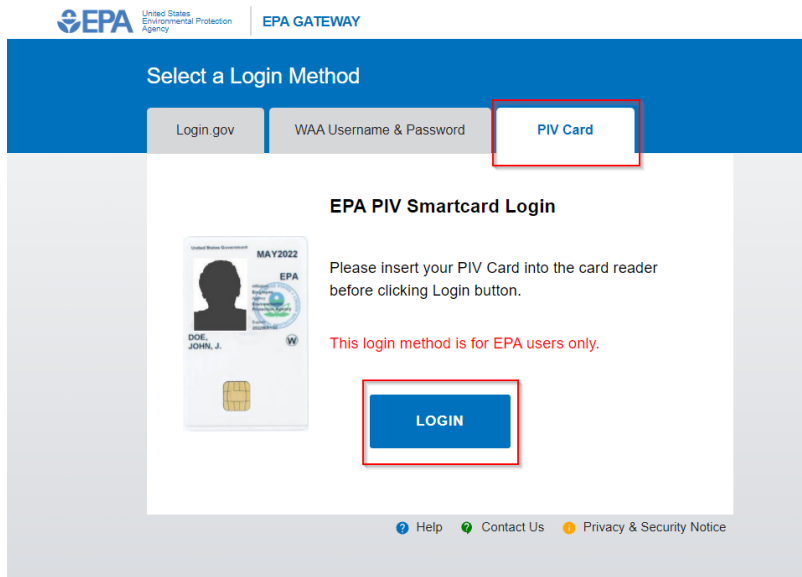 EPA
United States
Environmental Protection
Agency
EPA GATEWAY
Select a Login Method
Login.gov
WAA Username & Password
PIV Card
EPA PIV Smartcard Login
United States Government
MAY2022
EPA
DOE,
JOHN, J.
W
Please insert your PIV Card into the card reader
before clicking Login button.
This login method is for EPA users only.
LOGIN
Help
Contact Us
Privacy & Security Notice